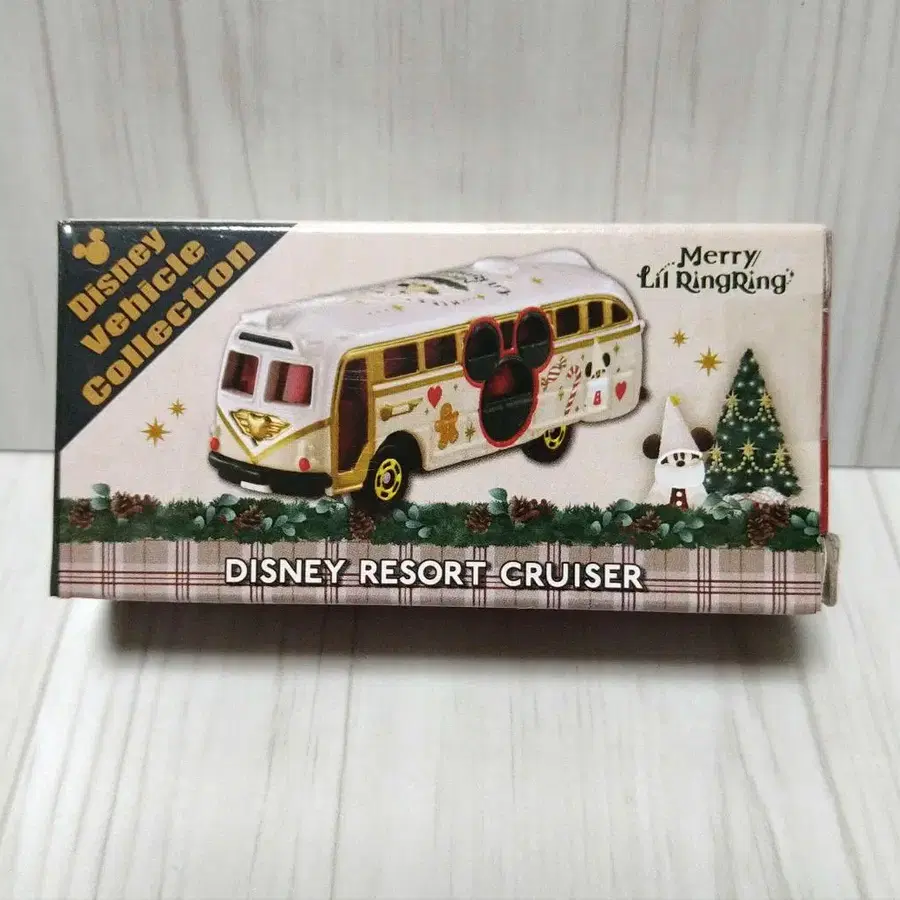 Disney
Vehicle
Collection
Merry
Lil RingRing
DISNEY RESORT CRUISER